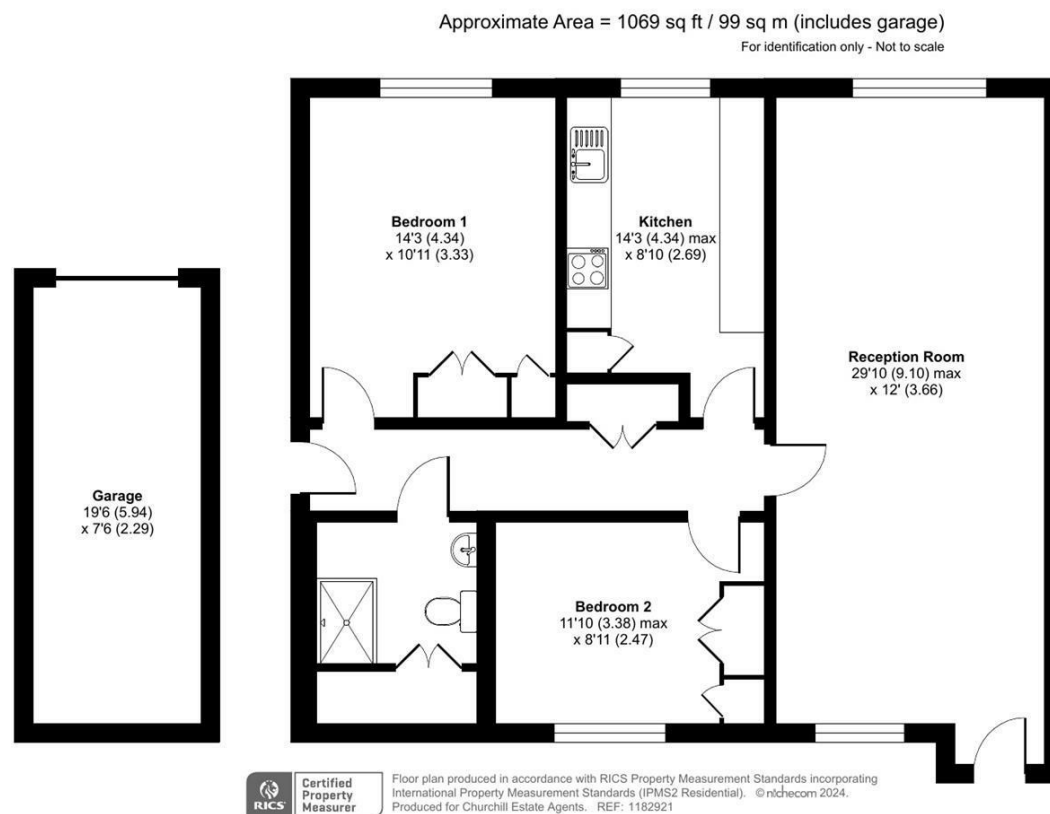 Approximate Area = 1069 sq ft / 99 sq m (includes garage)
For identification only - Not to scale
Bedroom 1
14'3 (4.34)
x 10'11 (3.33)
Kitchen
14'3 (4.34) max
x 8'10 (2.69)
Reception Room
29'10 (9.10) max
x 12' (3.66)
Garage
19'6 (5.94)
x 7'6 (2.29)
Bedroom 2
11'10 (3.38) max
x 8'11 (2.47)
RICS
Certified
Property
Measurer
Floor plan produced in accordance with RICS Property Measurement Standards incorporating
International Property Measurement Standards (IPMS2 Residential). © nichecom 2024.
Produced for Churchill Estate Agents. REF: 1182921